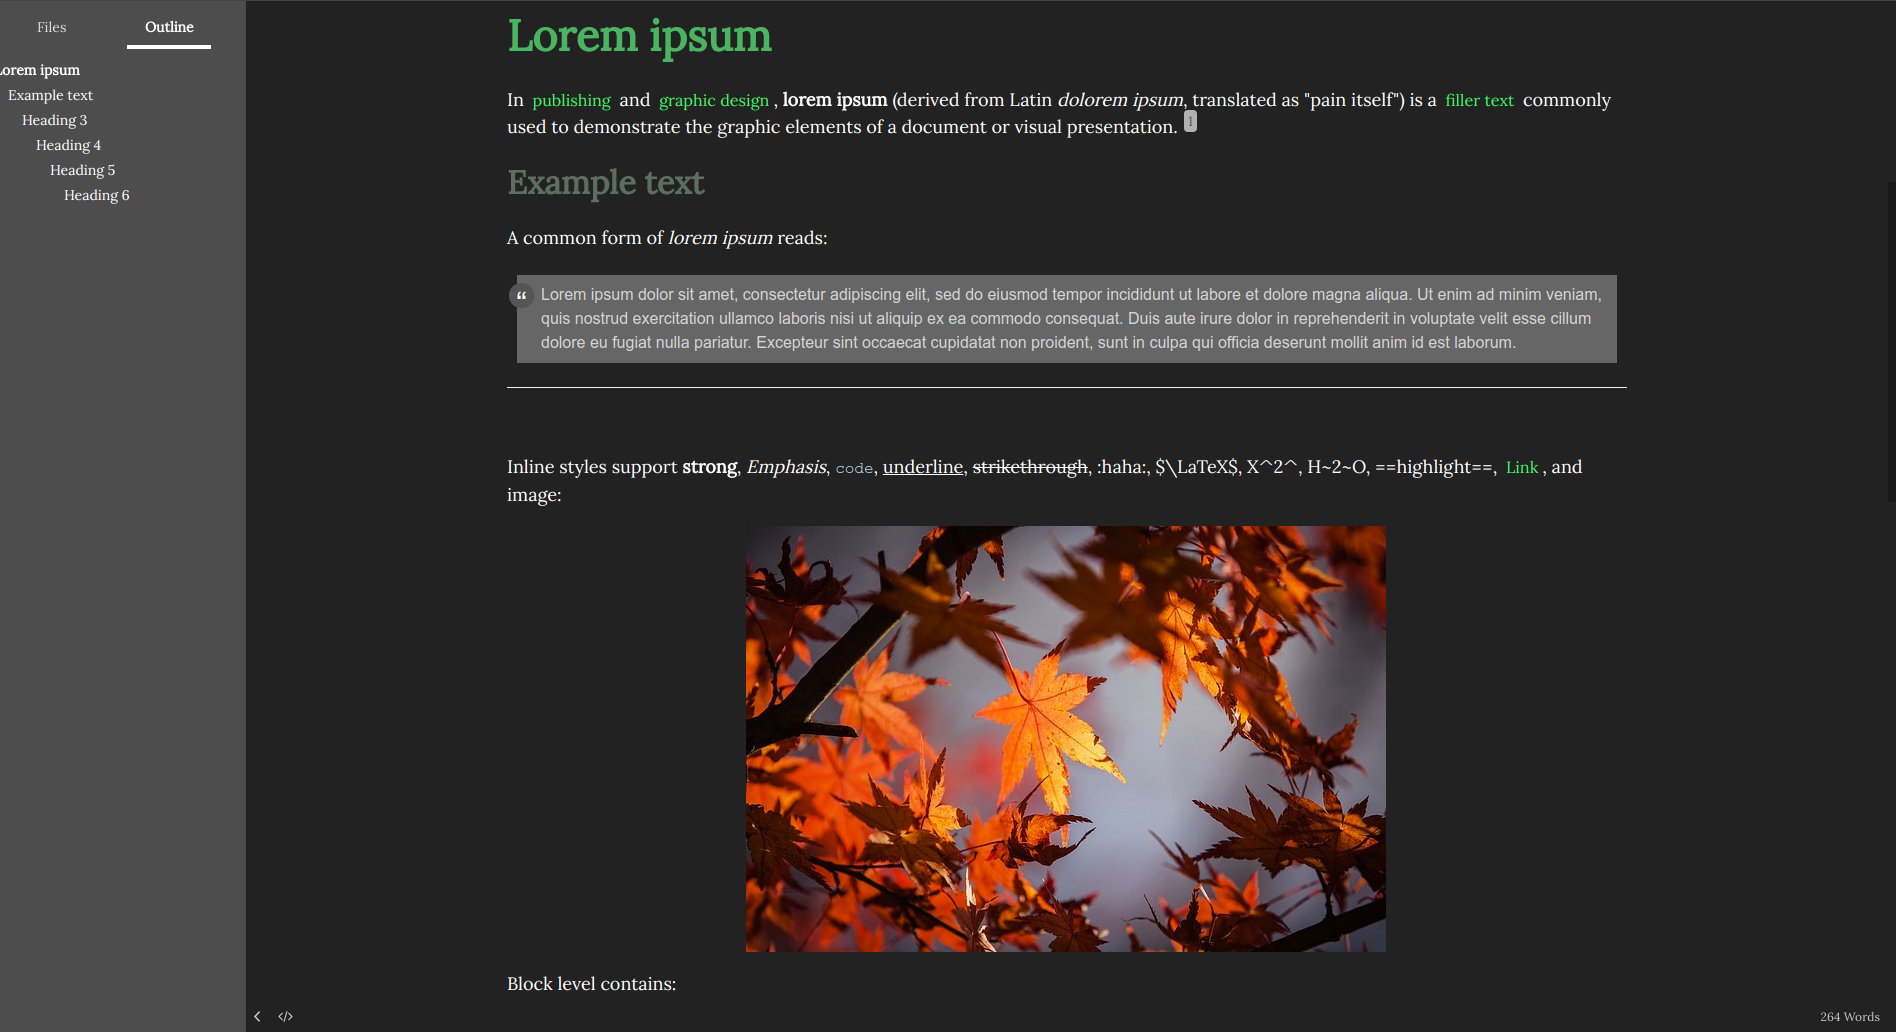 Files
Outline
Lorem ipsum
Example text
Heading 3
Heading 4
Heading 5
Heading 6
Lorem ipsum
In publishing and graphic design , lorem ipsum (derived from Latin dolorem ipsum, translated as "pain itself") is a filler text commonly
used to demonstrate the graphic elements of a document or visual presentation. 1
Example text
A common form of lorem ipsum reads:
“ Lorem ipsum dolor sit amet, consectetur adipiscing elit, sed do eiusmod tempor incididunt ut labore et dolore magna aliqua. Ut enim ad minim veniam,
quis nostrud exercitation ullamco laboris nisi ut aliquip ex ea commodo consequat. Duis aute irure dolor in reprehenderit in voluptate velit esse cillum
dolore eu fugiat nulla pariatur. Excepteur sint occaecat cupidatat non proident, sunt in culpa qui officia deserunt mollit anim id est laborum.
Inline styles support strong, Emphasis, code, underline, strikethrough, :haha:, $\LaTeX$, X^2^, H~2~O, ==highlight==, Link , and
image:
Block level contains:
</>
264 Words